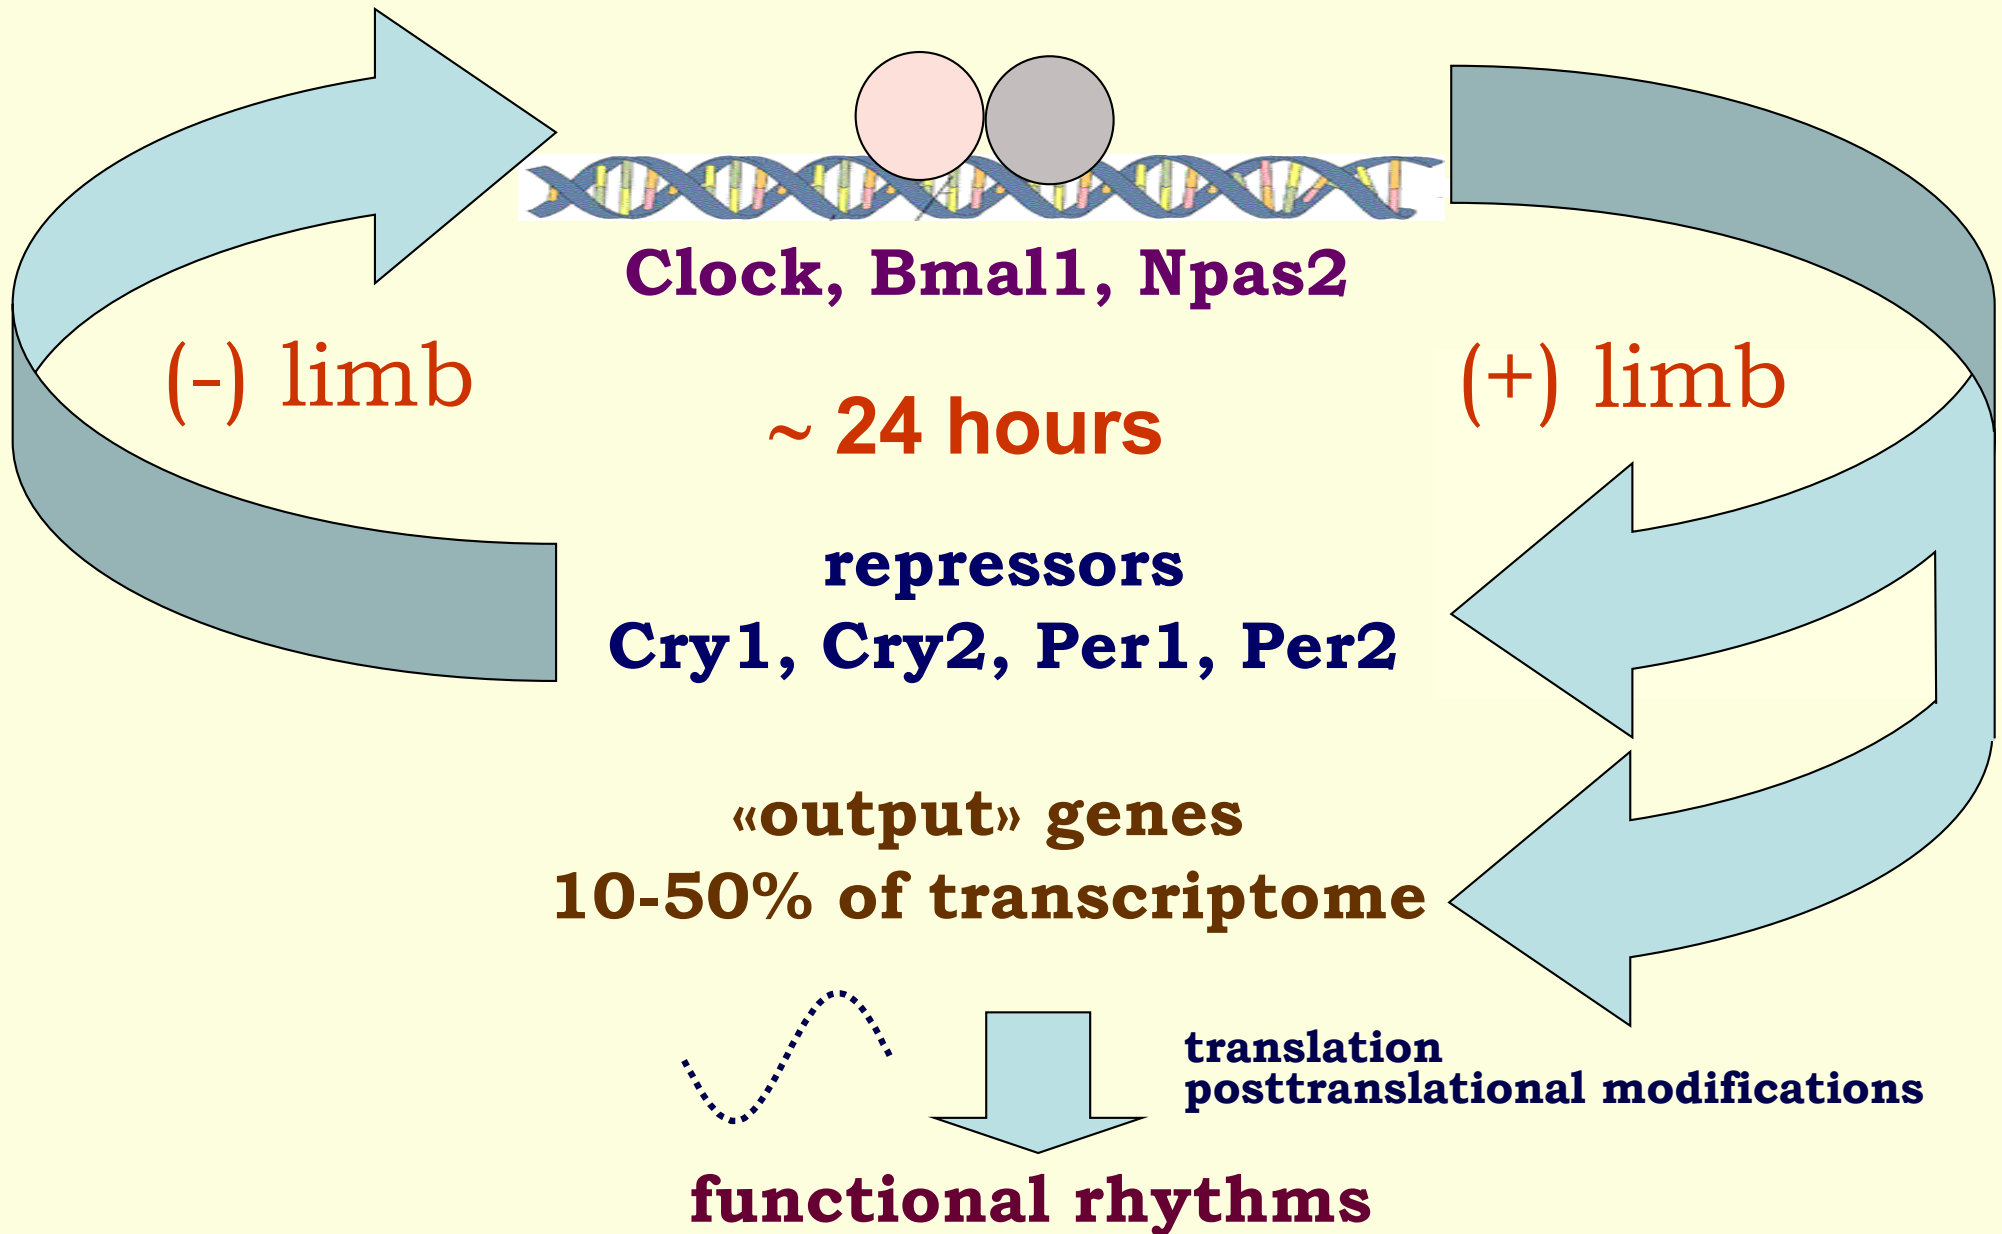 Clock, Bmal1, Npas2
(-) limb
(+) limb
~ 24 hours
repressors
Cry1, Cry2, Per1, Per2
«output» genes
10-50% of transcriptome
translation
posttranslational modifications
functional rhythms